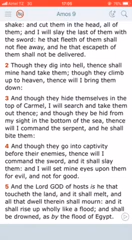 17:50
Amos 9
shake: and cut them in the head, all of
them; and I will slay the last of them with
the sword: he that fleeth of them shall
not flee away, and he that escapeth of
them shall not be delivered.
2 Though they dig into hell, thence shall
mine hand take them; though they climb
up to heaven, thence will I bring them
down:
3 And though they hide themselves in the
top of Carmel, I will search and take them
out thence; and though they be hid from
my sight in the bottom of the sea, thence
will I command the serpent, and he shall
bite them:
4 And though they go into captivity
before their enemies, thence will I
command the sword, and it shall slay
them: and I will set mine eyes upon them
for evil, and not for good.
5 And the Lord GOD of hosts is he that
toucheth the land, and it shall melt, and
all that dwell therein shall mourn: and it
shall rise up wholly like a flood; and shall
be drowned, as by the flood of Egypt.